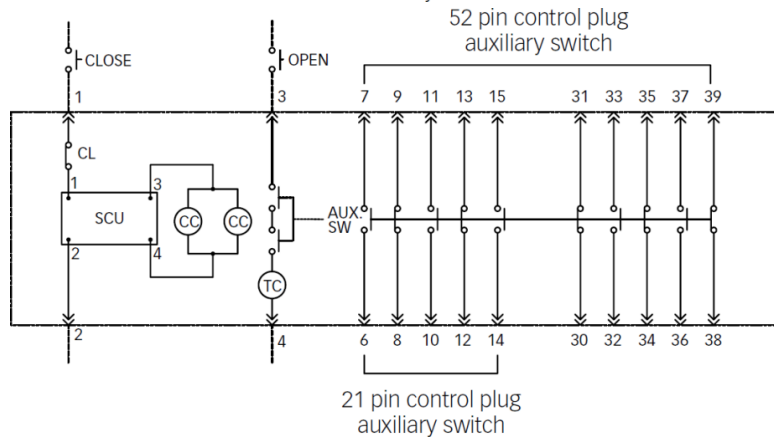 52 pin control plug
auxiliary switch
CLOSE
OPEN
1 3 7 9 11 13 15 31 33 35 37 39
CL
1 3
SCU CC CC
AUX.
SW
2 4
TC
2 4 6 8 10 12 14 30 32 34 36 38
21 pin control plug
auxiliary switch